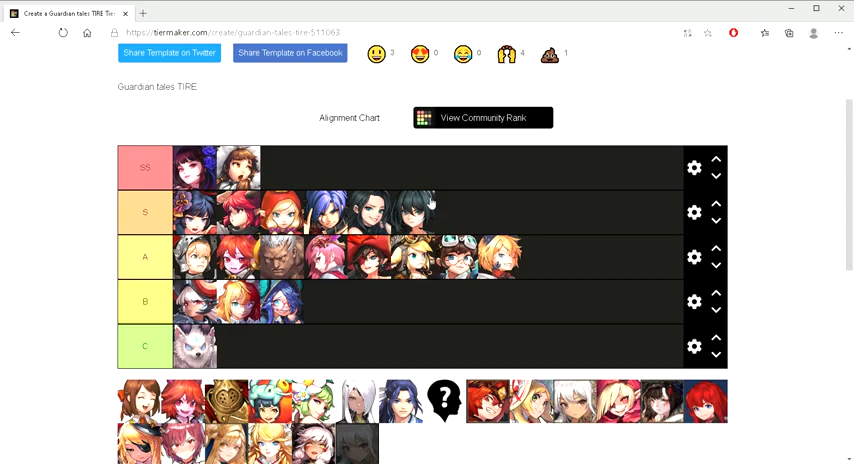 Create a Guardian tales TIRE Tier
https://tiermaker.com/create/guardian-tales-tire-511063
Share Template on Twitter
Share Template on Facebook
3
0
0
4
1
Guardian tales TIRE
Alignment Chart
View Community Rank
SS
S
A
B
C
?